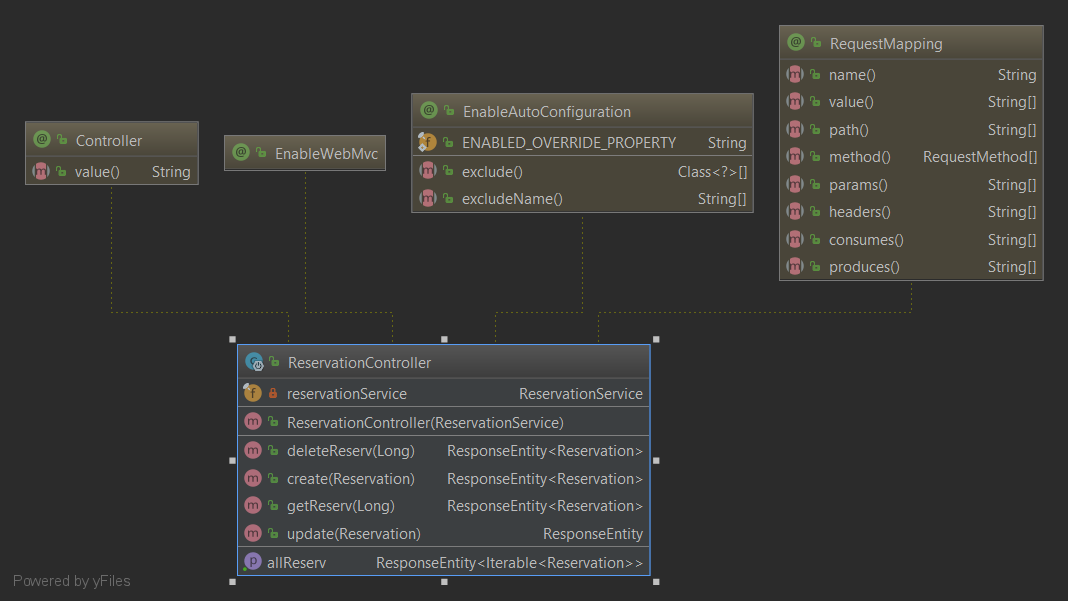 RequestMapping
name() String
value() String[]
path() String[]
method() RequestMethod[]
params() String[]
headers() String[]
consumes() String[]
produces() String[]
EnableAutoConfiguration
ENABLED_OVERRIDE_PROPERTY String
exclude() Class<?>[]
excludeName() String[]
Controller
value() String
EnableWebMvc
ReservationController
reservationService ReservationService
ReservationController(ReservationService)
deleteReserv(Long) ResponseEntity<Reservation>
create(Reservation) ResponseEntity<Reservation>
getReserv(Long) ResponseEntity<Reservation>
update(Reservation) ResponseEntity
allReserv ResponseEntity<Iterable<Reservation>>
Powered by yFiles